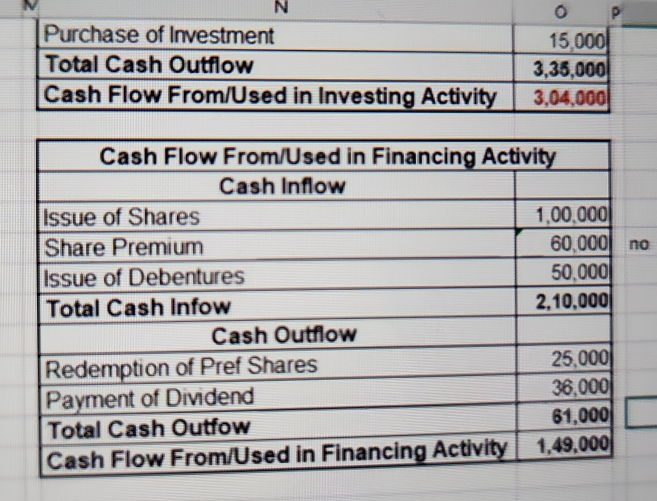 N O P
Purchase of Investment 15,000
Total Cash Outflow 3,35,000
Cash Flow From/Used in Investing Activity 3,04,000
Cash Flow From/Used in Financing Activity
Cash Inflow
Issue of Shares 1,00,000
Share Premium 60,000 no
Issue of Debentures 50,000
Total Cash Infow 2,10,000
Cash Outflow
Redemption of Pref Shares 25,000
Payment of Dividend 36,000
Total Cash Outfow 61,000
Cash Flow From/Used in Financing Activity 1,49,000